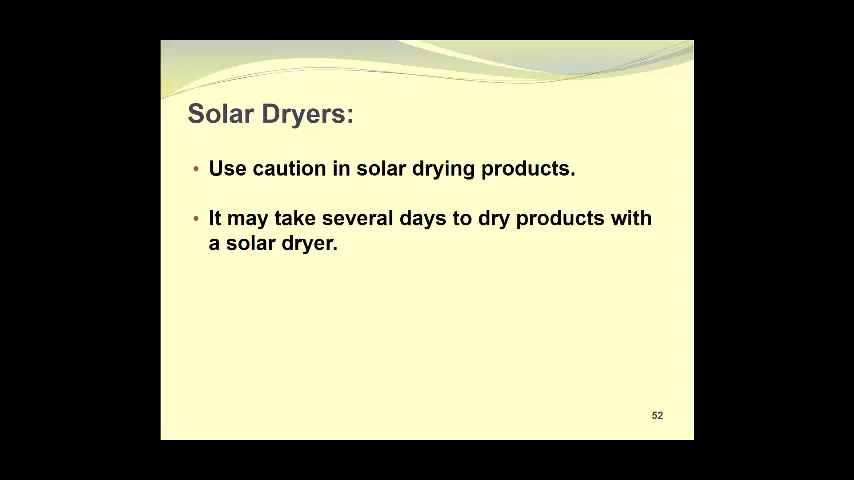 Solar Dryers:
• Use caution in solar drying products.
• It may take several days to dry products with
a solar dryer.
52